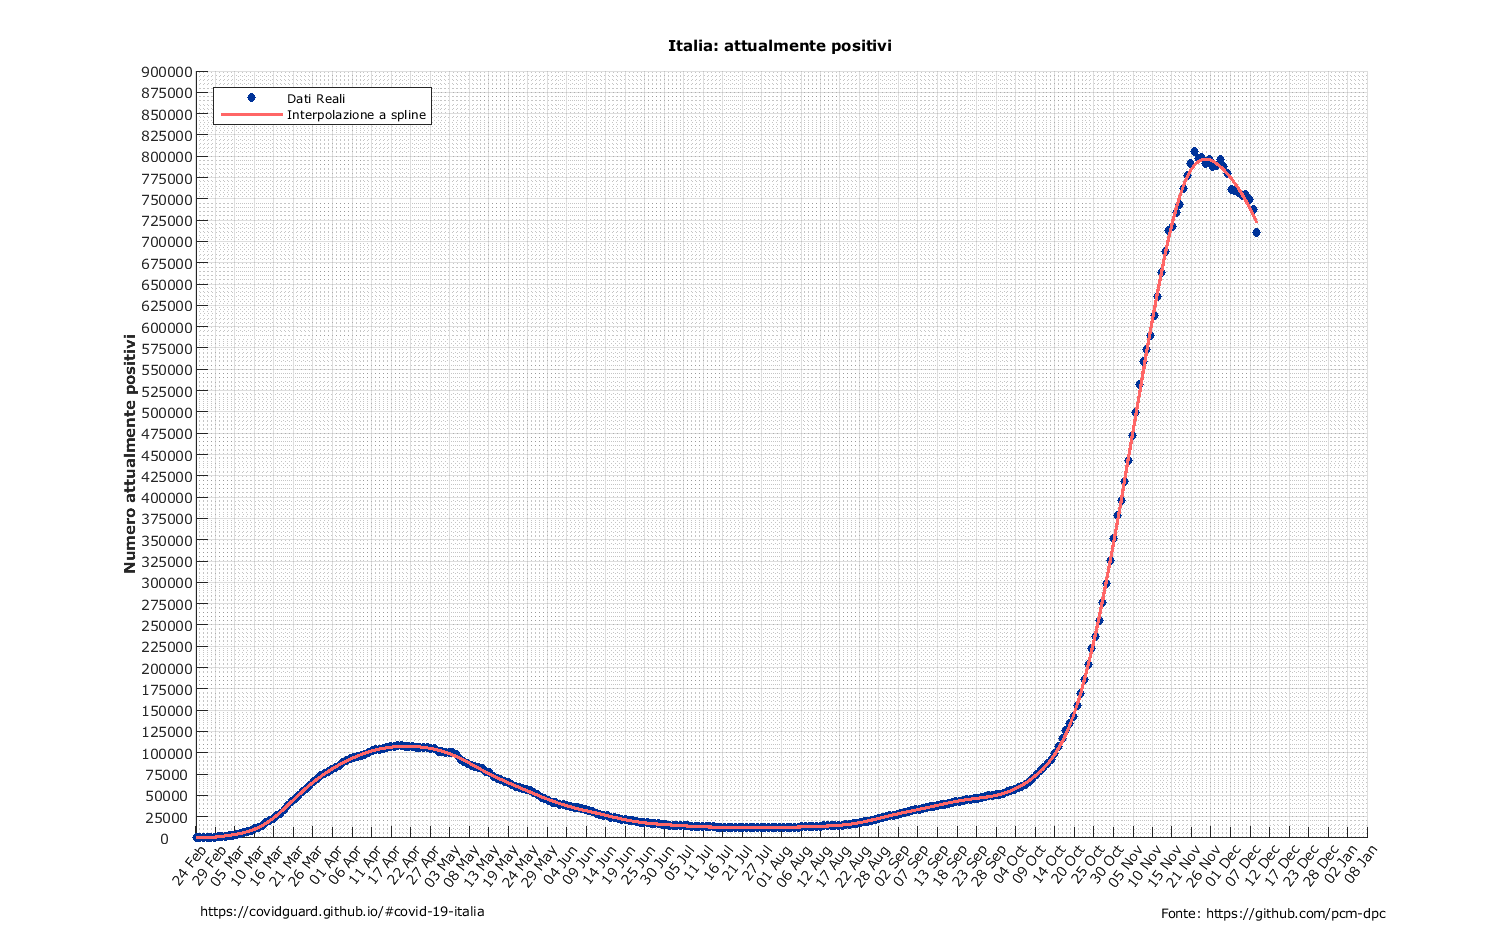 Italia: attualmente positivi
Dati Reali
Interpolazione a spline
Numero attualmente positivi
900000
875000
850000
825000
800000
775000
750000
725000
700000
675000
650000
625000
600000
575000
550000
525000
500000
475000
450000
425000
400000
375000
350000
325000
300000
275000
250000
225000
200000
175000
150000
125000
100000
75000
50000
25000
0
24 Feb
29 Feb
05 Mar
10 Mar
16 Mar
21 Mar
26 Mar
01 Apr
06 Apr
11 Apr
17 Apr
22 Apr
27 Apr
03 May
08 May
13 May
19 May
24 May
29 May
04 Jun
09 Jun
14 Jun
19 Jun
25 Jun
30 Jun
05 Jul
11 Jul
16 Jul
21 Jul
27 Jul
01 Aug
06 Aug
12 Aug
17 Aug
22 Aug
28 Aug
02 Sep
07 Sep
13 Sep
18 Sep
23 Sep
28 Sep
04 Oct
09 Oct
14 Oct
20 Oct
25 Oct
30 Oct
05 Nov
10 Nov
15 Nov
21 Nov
26 Nov
01 Dec
07 Dec
12 Dec
17 Dec
23 Dec
28 Dec
02 Jan
08 Jan
https://covidguard.github.io/#covid-19-italia
Fonte: https://github.com/pcm-dpc